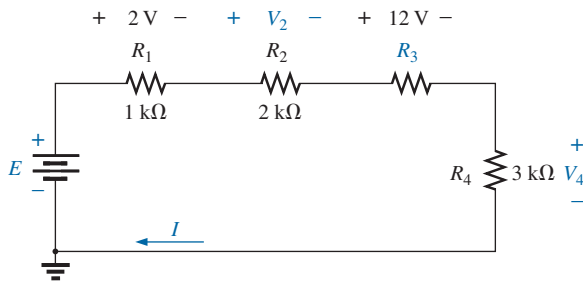 + 2 V − + V₂ − + 12 V −
R₁ R₂ R₃
1 kΩ 2 kΩ
+
E
−
R₄ 3 kΩ
+
V₄
−
I